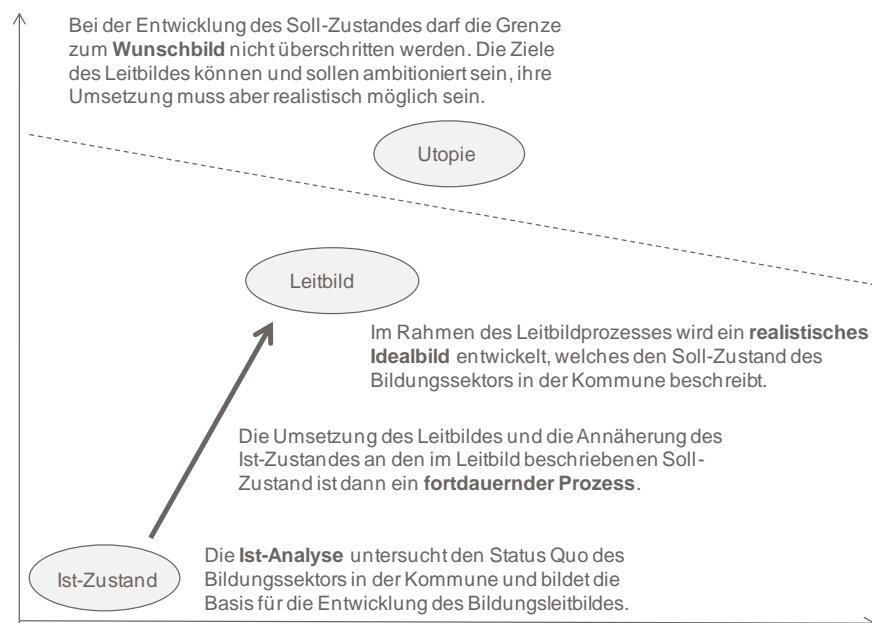 Bei der Entwicklung des Soll-Zustandes darf die Grenze
zum Wunschbild nicht überschritten werden. Die Ziele
des Leitbildes können und sollen ambitioniert sein, ihre
Umsetzung muss aber realistisch möglich sein.
Utopie
Leitbild
Im Rahmen des Leitbildprozesses wird ein realistisches
Idealbild entwickelt, welches den Soll-Zustand des
Bildungssektors in der Kommune beschreibt.
Die Umsetzung des Leitbildes und die Annäherung des
Ist-Zustandes an den im Leitbild beschriebenen Soll-
Zustand ist dann ein fortdauernder Prozess.
Ist-Zustand
Die Ist-Analyse untersucht den Status Quo des
Bildungssektors in der Kommune und bildet die
Basis für die Entwicklung des Bildungsleitbildes.